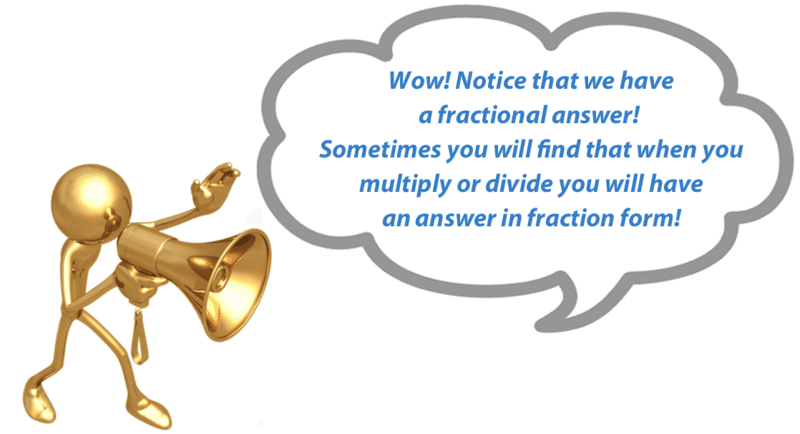 Wow! Notice that we have
a fractional answer!
Sometimes you will find that when you
multiply or divide you will have
an answer in fraction form!